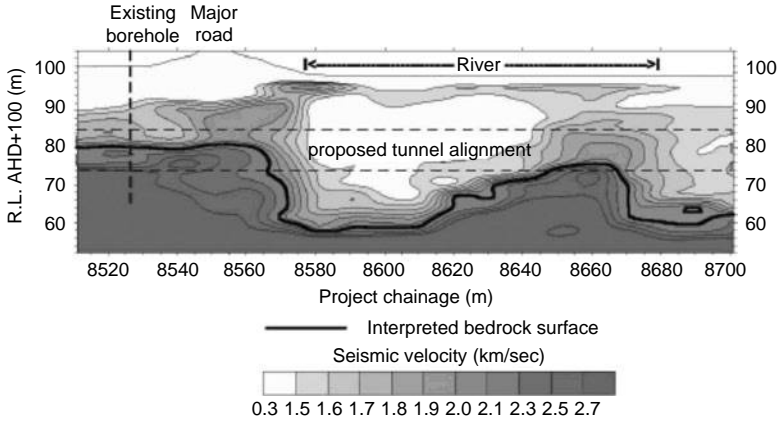 Existing borehole
Major road
River
R.L. AHD+100 (m)
100
90
80
70
60
100
90
80
70
60
proposed tunnel alignment
8520 8540 8560 8580 8600 8620 8640 8660 8680 8700
Project chainage (m)
Interpreted bedrock surface
Seismic velocity (km/sec)
0.3 1.5 1.6 1.7 1.8 1.9 2.0 2.1 2.3 2.5 2.7